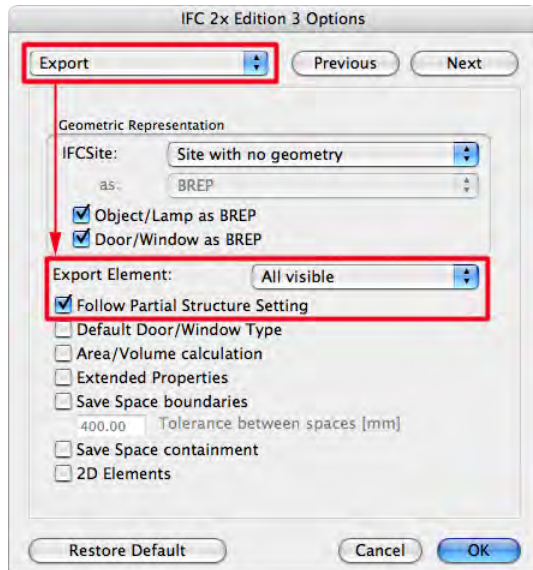 IFC 2x Edition 3 Options
Export Previous Next
Geometric Representation
IFCSite: Site with no geometry
as: BREP
Object/Lamp as BREP
Door/Window as BREP
Export Element: All visible
Follow Partial Structure Setting
Default Door/Window Type
Area/Volume calculation
Extended Properties
Save Space boundaries
400.00 Tolerance between spaces [mm]
Save Space containment
2D Elements
Restore Default Cancel OK